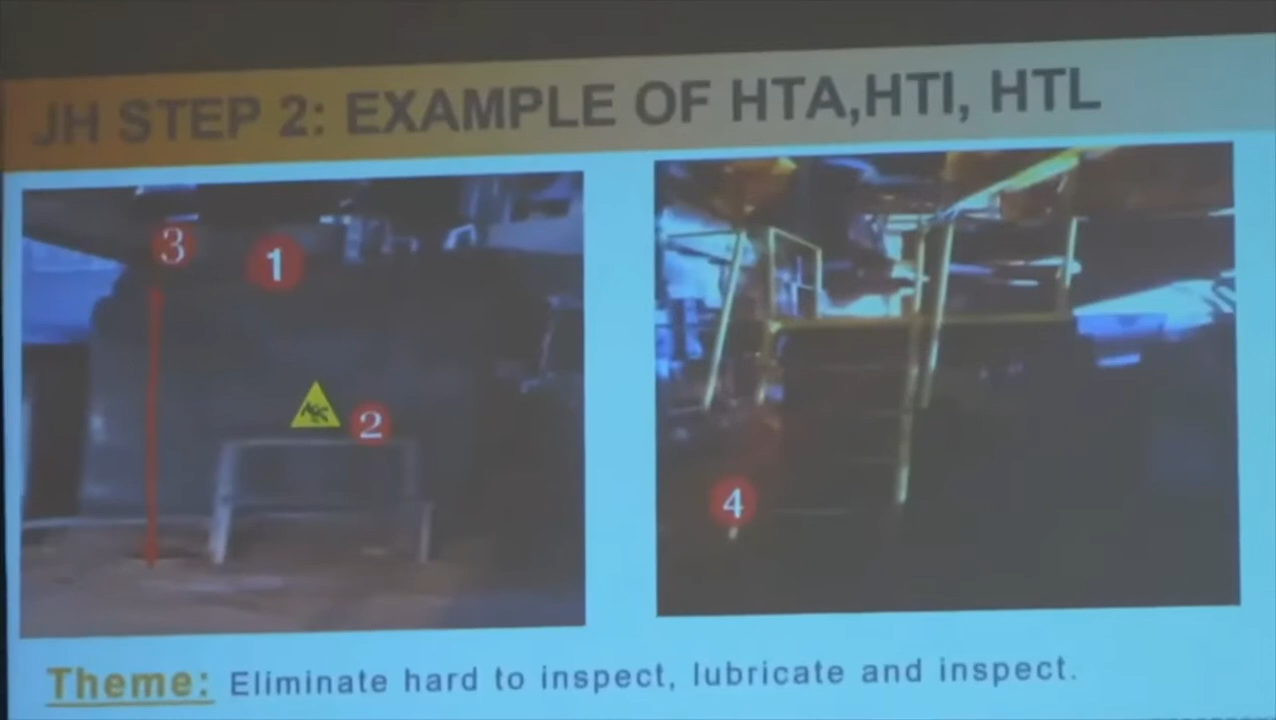 JH STEP 2: EXAMPLE OF HTA,HTI, HTL
3
1
2
4
Theme: Eliminate hard to inspect, lubricate and inspect.